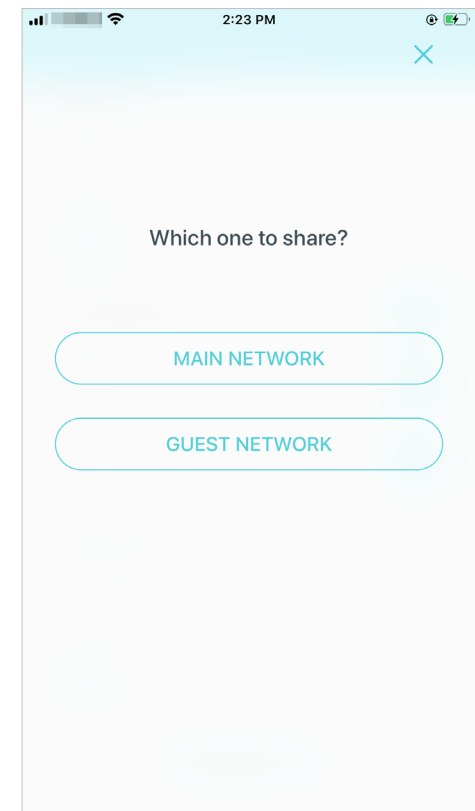 2:23 PM
Which one to share?
MAIN NETWORK
GUEST NETWORK